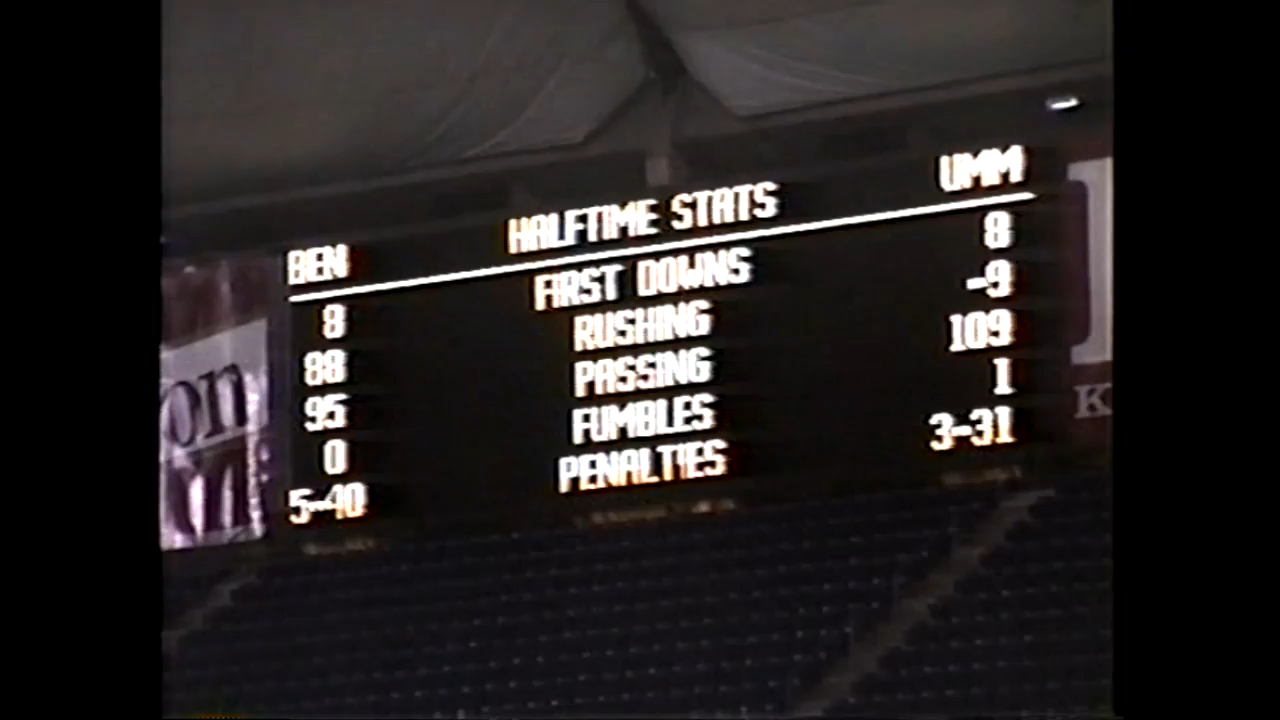 BEN HALFTIME STATS UMM
8 FIRST DOWNS 8
88 RUSHING -9
95 PASSING 109
0 FUMBLES 1
5-40 PENALTIES 3-31
on
K